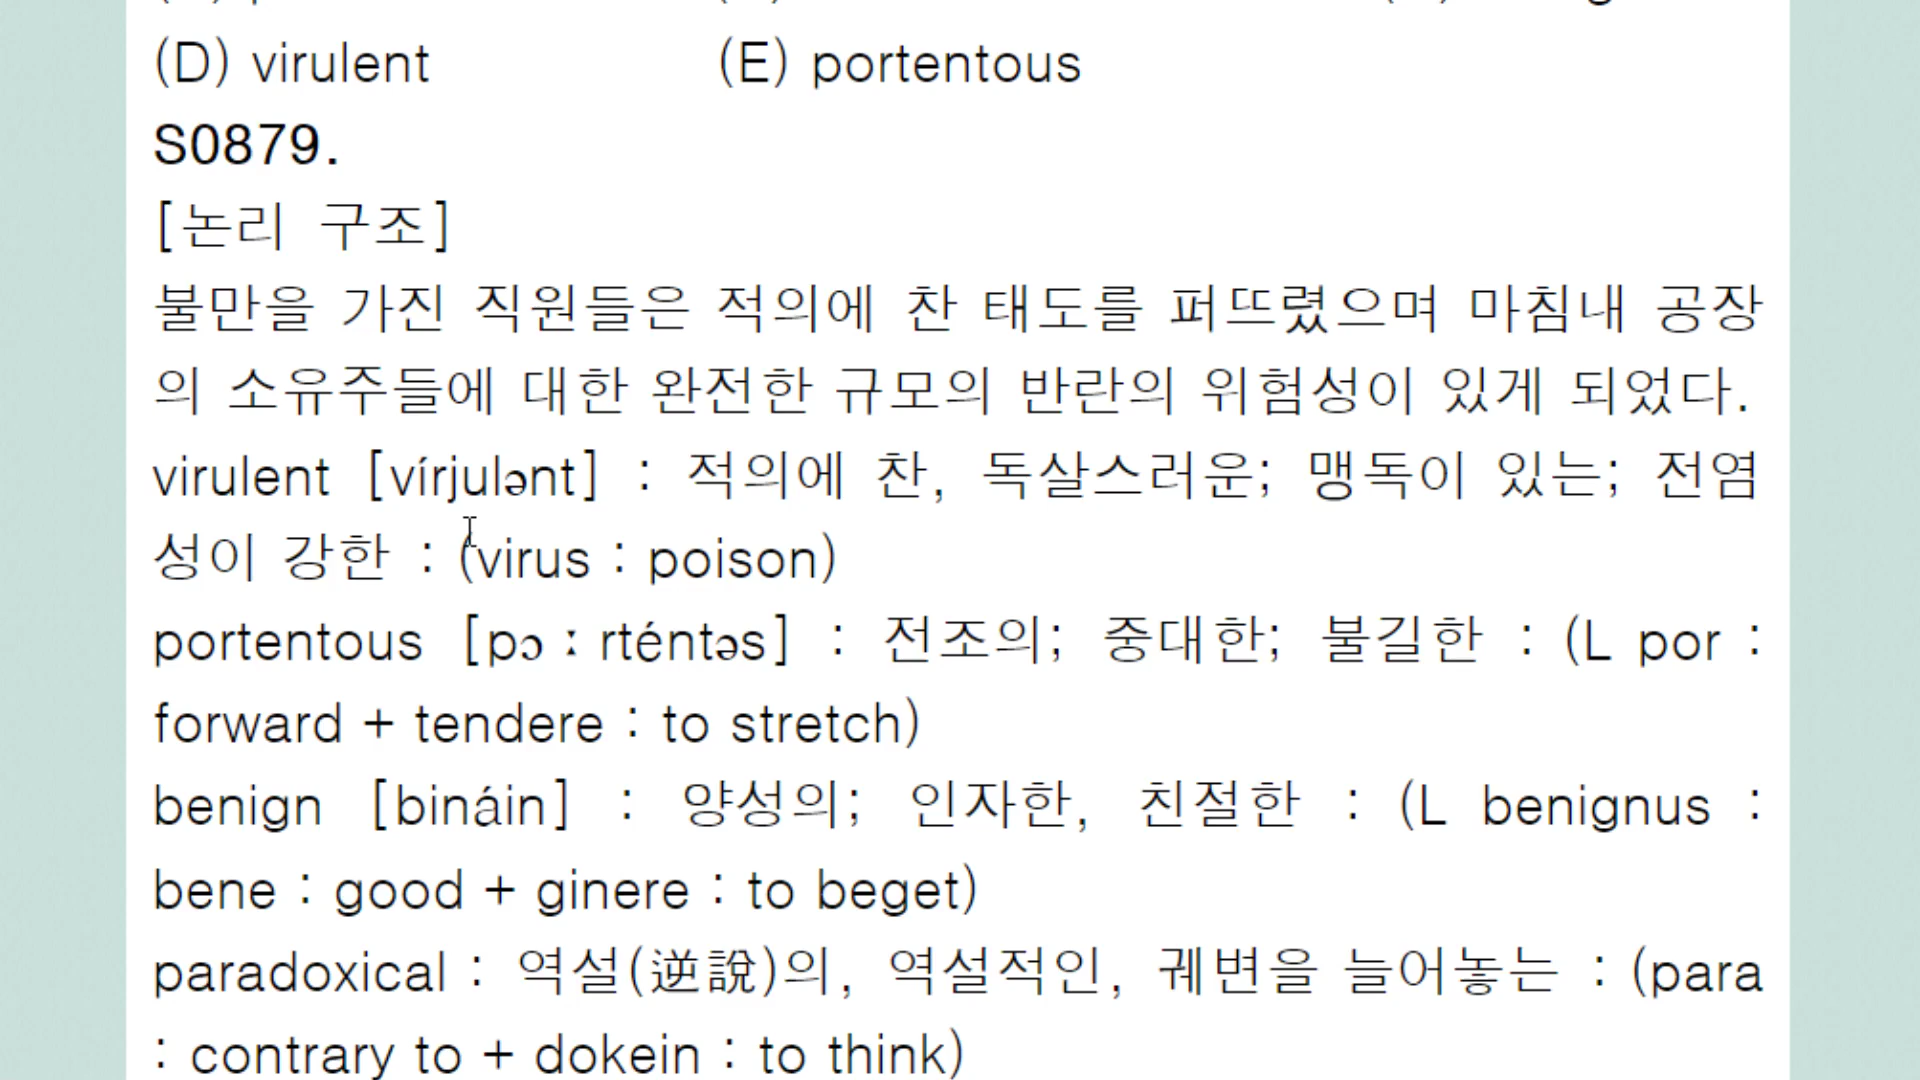 (D) virulent (E) portentous
S0879.
[논리 구조]
불만을 가진 직원들은 적의에 찬 태도를 퍼뜨렸으며 마침내 공장
의 소유주들에 대한 완전한 규모의 반란의 위험성이 있게 되었다.
virulent [vírjulənt] : 적의에 찬, 독살스러운; 맹독이 있는; 전염
성이 강한 : (virus : poison)
portentous [pɔːrténtəs] : 전조의; 중대한; 불길한 : (L por :
forward + tendere : to stretch)
benign [bináin] : 양성의; 인자한, 친절한 : (L benignus :
bene : good + ginere : to beget)
paradoxical : 역설(逆說)의, 역설적인, 궤변을 늘어놓는 : (para
: contrary to + dokein : to think)